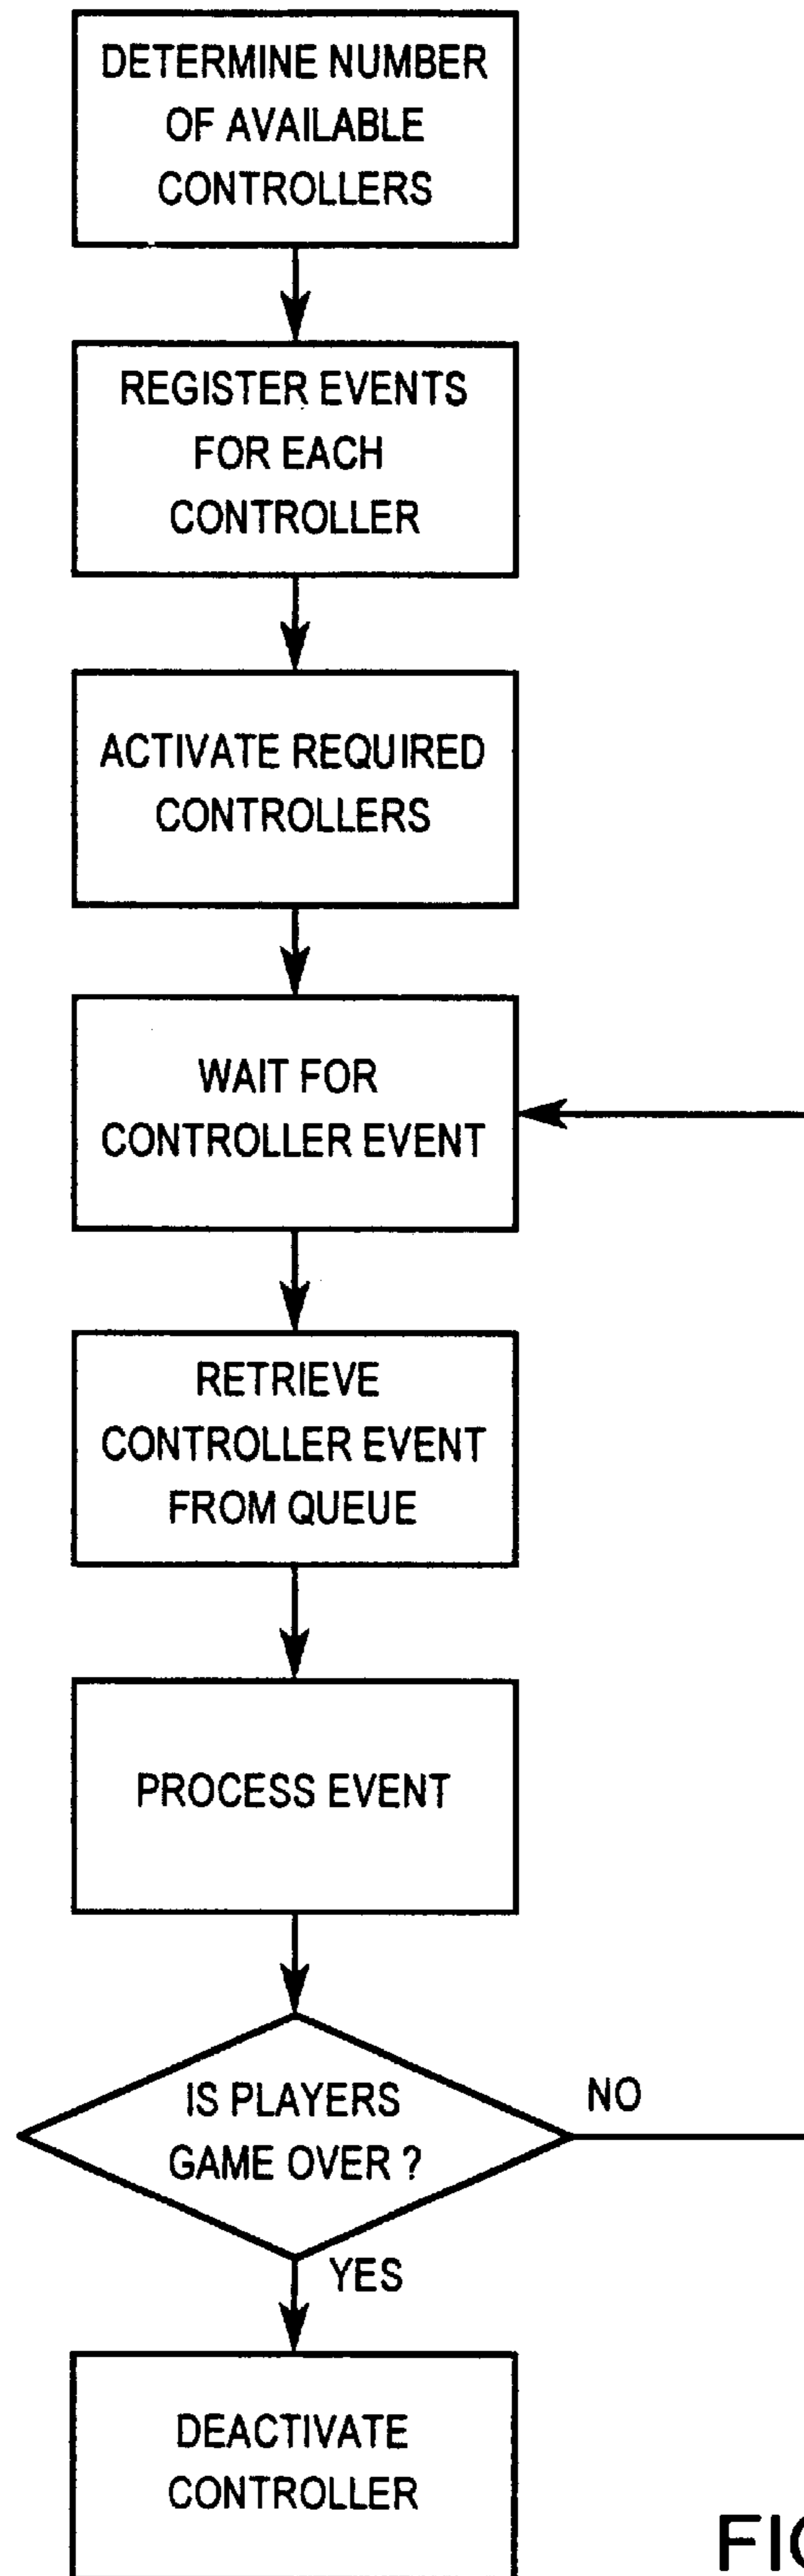 DETERMINE NUMBER
OF AVAILABLE
CONTROLLERS
REGISTER EVENTS
FOR EACH
CONTROLLER
ACTIVATE REQUIRED
CONTROLLERS
WAIT FOR
CONTROLLER EVENT
RETRIEVE
CONTROLLER EVENT
FROM QUEUE
PROCESS EVENT
IS PLAYERS
GAME OVER ?
NO
YES
DEACTIVATE
CONTROLLER